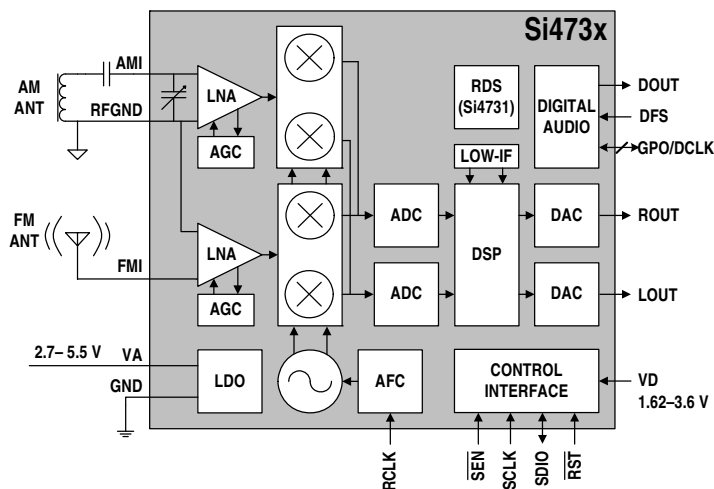 Si473x
AMI
AM
ANT
RFGND
LNA
AGC
RDS
(Si4731)
DIGITAL
AUDIO
DOUT
DFS
GPO/DCLK
LOW-IF
FM
ANT
FMI
LNA
AGC
ADC
ADC
DSP
DAC
DAC
ROUT
LOUT
2.7– 5.5 V
VA
GND
LDO
AFC
CONTROL
INTERFACE
VD
1.62–3.6 V
RCLK
SEN
SCLK
SDIO
RST